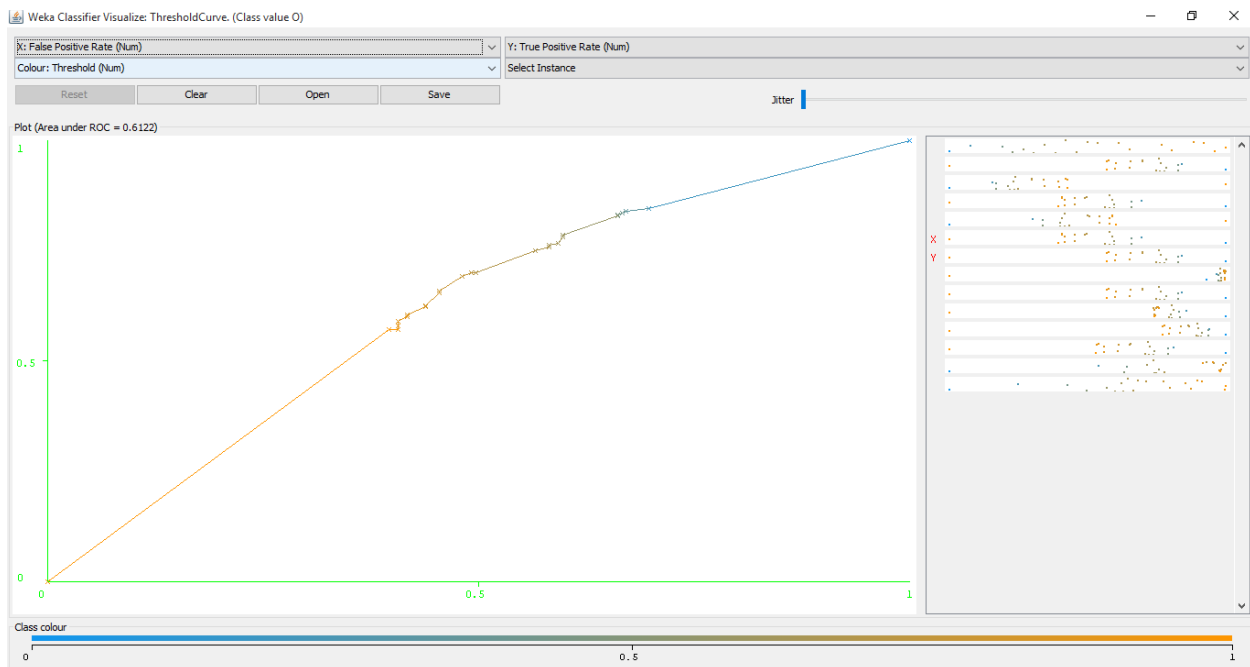 Weka Classifier Visualize: ThresholdCurve. (Class value O)
X: False Positive Rate (Num)
Y: True Positive Rate (Num)
Colour: Threshold (Num)
Select Instance
Reset
Clear
Open
Save
Jitter
Plot (Area under ROC = 0.6122)
1
0.5
0
0
0.5
1
X
Y
Class colour
0
0.5
1